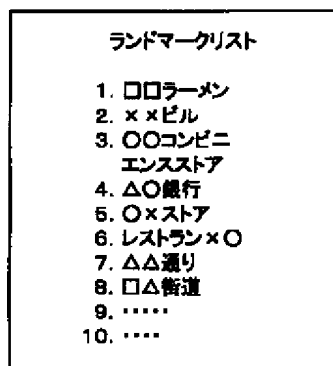 ランドマークリスト
1. □□ラーメン
2. ××ビル
3. ○○コンビニ
エンスストア
4. △○銀行
5. ○×ストア
6. レストラン×○
7. △△通り
8. □△街道
9. ・・・・・
10. ・・・・